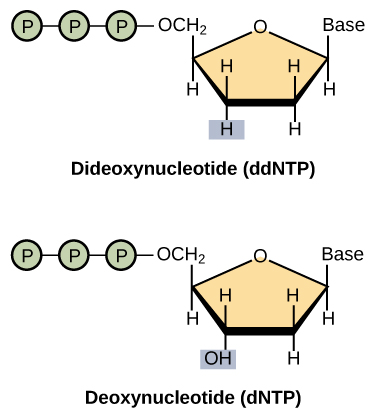 P P P OCH₂ O Base
H H
H H
H H
Dideoxynucleotide (ddNTP)
P P P OCH₂ O Base
H H
H H
OH H
Deoxynucleotide (dNTP)